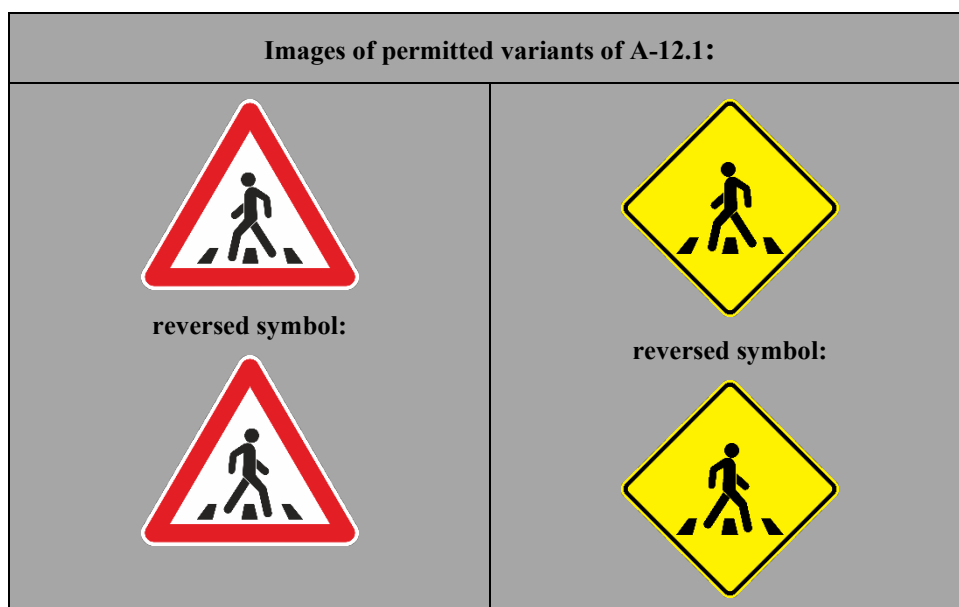 Images of permitted variants of A-12.1:
reversed symbol:
reversed symbol: